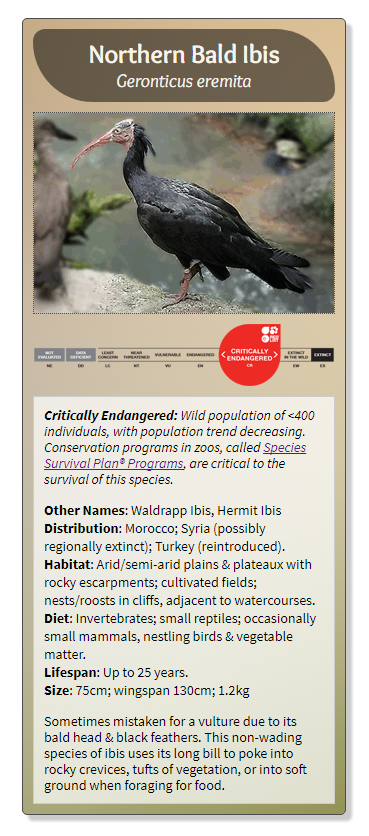 Northern Bald Ibis
Geronticus eremita
NOT EVALUATED
DATA DEFICIENT
LEAST CONCERN
NEAR THREATENED
VULNERABLE
ENDANGERED
CRITICALLY ENDANGERED
EXTINCT IN THE WILD
EXTINCT
NE
DD
LC
NT
VU
EN
CR
EW
EX
Critically Endangered: Wild population of <400
individuals, with population trend decreasing.
Conservation programs in zoos, called Species
Survival Plan® Programs, are critical to the
survival of this species.
Other Names: Waldrapp Ibis, Hermit Ibis
Distribution: Morocco; Syria (possibly
regionally extinct); Turkey (reintroduced).
Habitat: Arid/semi-arid plains & plateaux with
rocky escarpments; cultivated fields;
nests/roosts in cliffs, adjacent to watercourses.
Diet: Invertebrates; small reptiles; occasionally
small mammals, nestling birds & vegetable
matter.
Lifespan: Up to 25 years.
Size: 75cm; wingspan 130cm; 1.2kg
Sometimes mistaken for a vulture due to its
bald head & black feathers. This non-wading
species of ibis uses its long bill to poke into
rocky crevices, tufts of vegetation, or into soft
ground when foraging for food.